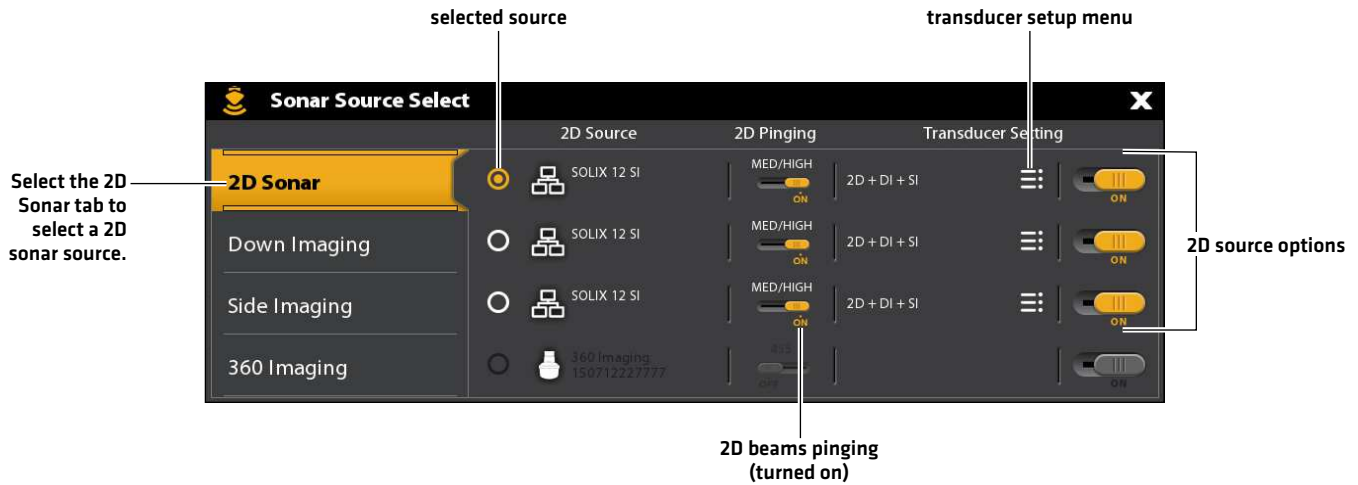 selected source
transducer setup menu
Sonar Source Select
X
2D Source
2D Pinging
Transducer Setting
Select the 2D
Sonar tab to
select a 2D
sonar source.
2D Sonar
SOLIX 12 SI
MED/HIGH
ON
2D + DI + SI
ON
Down Imaging
SOLIX 12 SI
MED/HIGH
ON
2D + DI + SI
ON
2D source options
Side Imaging
SOLIX 12 SI
MED/HIGH
ON
2D + DI + SI
ON
360 Imaging
360 Imaging
150712227777
455
OFF
ON
2D beams pinging
(turned on)